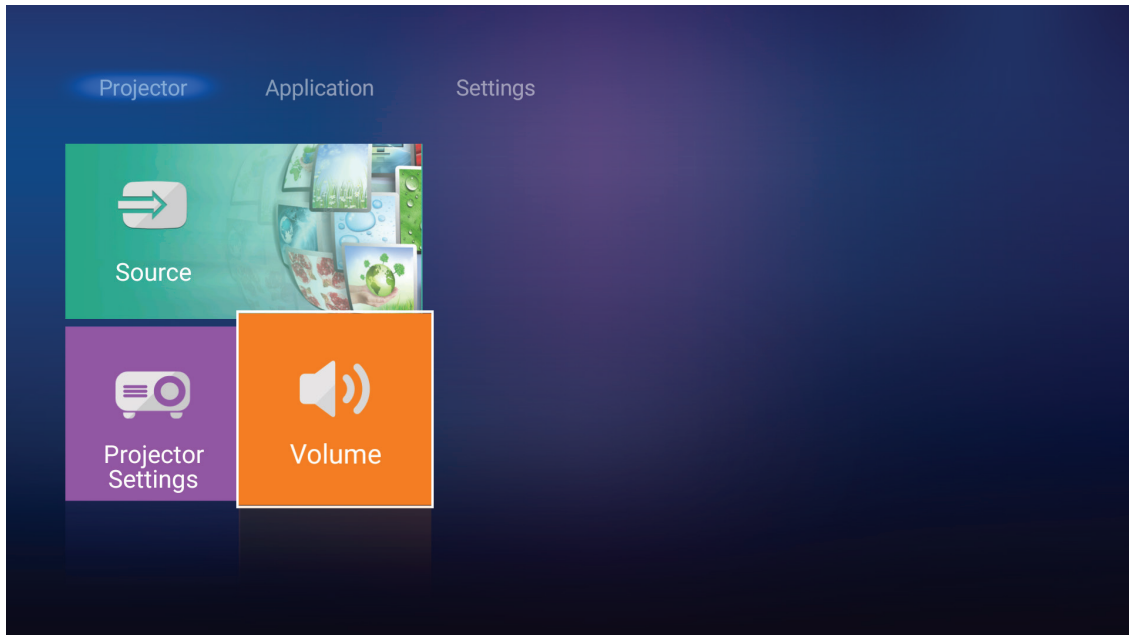 Projector Application Settings
Source
Projector
Settings
Volume